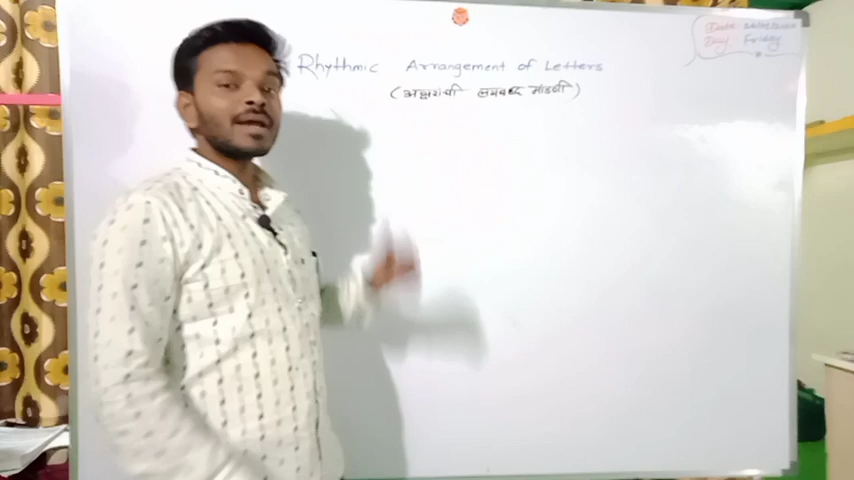 Rhythmic Arrangement of Letters
(अक्षरांची लयबद्ध मांडणी)
Date
Day Friday